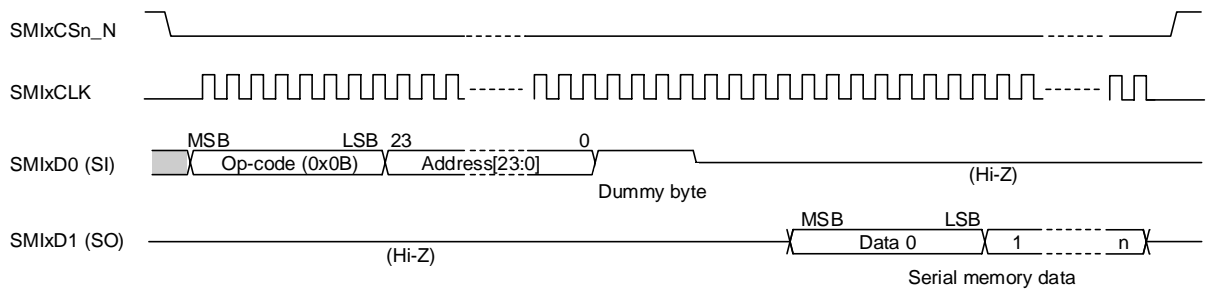 SMIxCSn_N
SMIxCLK
MSB LSB 23 0
SMIxD0 (SI) Op-code (0x0B) Address[23:0] (Hi-Z)
Dummy byte
MSB LSB
SMIxD1 (SO) (Hi-Z) Data 0 1 n
Serial memory data